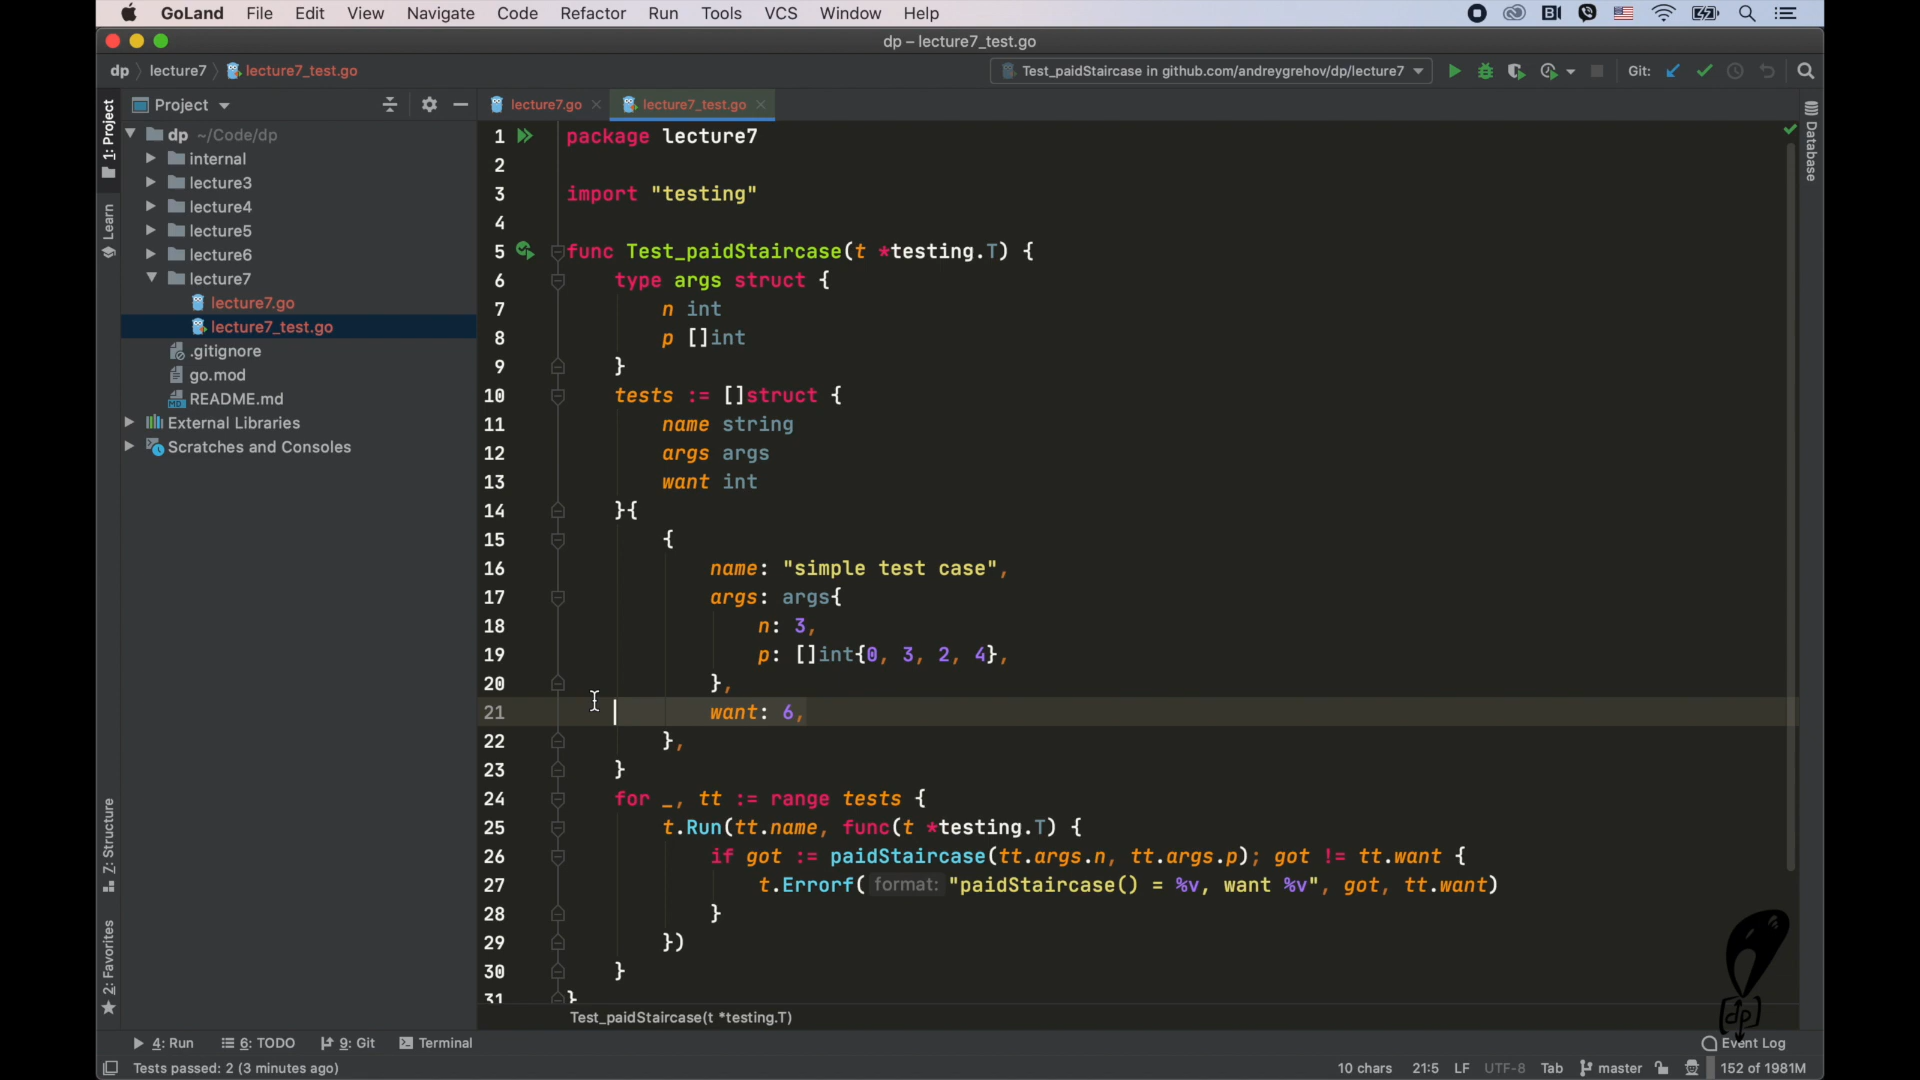 GoLand File Edit View Navigate Code Refactor Run Tools VCS Window Help
dp – lecture7_test.go
dp lecture7 lecture7_test.go Test_paidStaircase in github.com/andreygrehov/dp/lecture7 Git:
1: Project
Learn
Z: Structure
2: Favorites
Project
dp ~/Code/dp
internal
lecture3
lecture4
lecture5
lecture6
lecture7
lecture7.go
lecture7_test.go
.gitignore
go.mod
README.md
External Libraries
Scratches and Consoles
lecture7.go lecture7_test.go
1 package lecture7
2
3 import "testing"
4
5 func Test_paidStaircase(t *testing.T) {
6 type args struct {
7 n int
8 p []int
9 }
10 tests := []struct {
11 name string
12 args args
13 want int
14 }{
15 {
16 name: "simple test case",
17 args: args{
18 n: 3,
19 p: []int{0, 3, 2, 4},
20 },
21 want: 6,
22 },
23 }
24 for _, tt := range tests {
25 t.Run(tt.name, func(t *testing.T) {
26 if got := paidStaircase(tt.args.n, tt.args.p); got != tt.want {
27 t.Errorf( format: "paidStaircase() = %v, want %v", got, tt.want)
28 }
29 })
30 }
31 }
Test_paidStaircase(t *testing.T)
Database
[dp]
4: Run 6: TODO 9: Git Terminal Event Log
Tests passed: 2 (3 minutes ago) 10 chars 21:5 LF UTF-8 Tab master 152 of 1981M